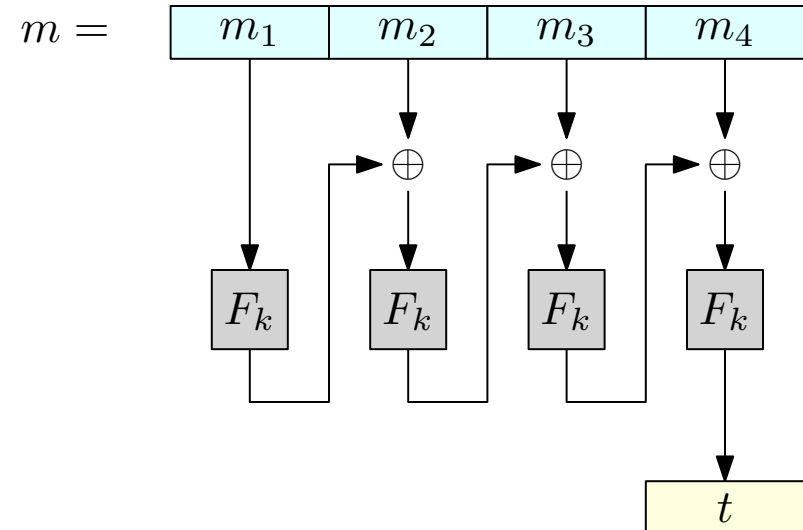 m = m₁ m₂ m₃ m₄
⊕ ⊕ ⊕
Fₖ Fₖ Fₖ Fₖ
t